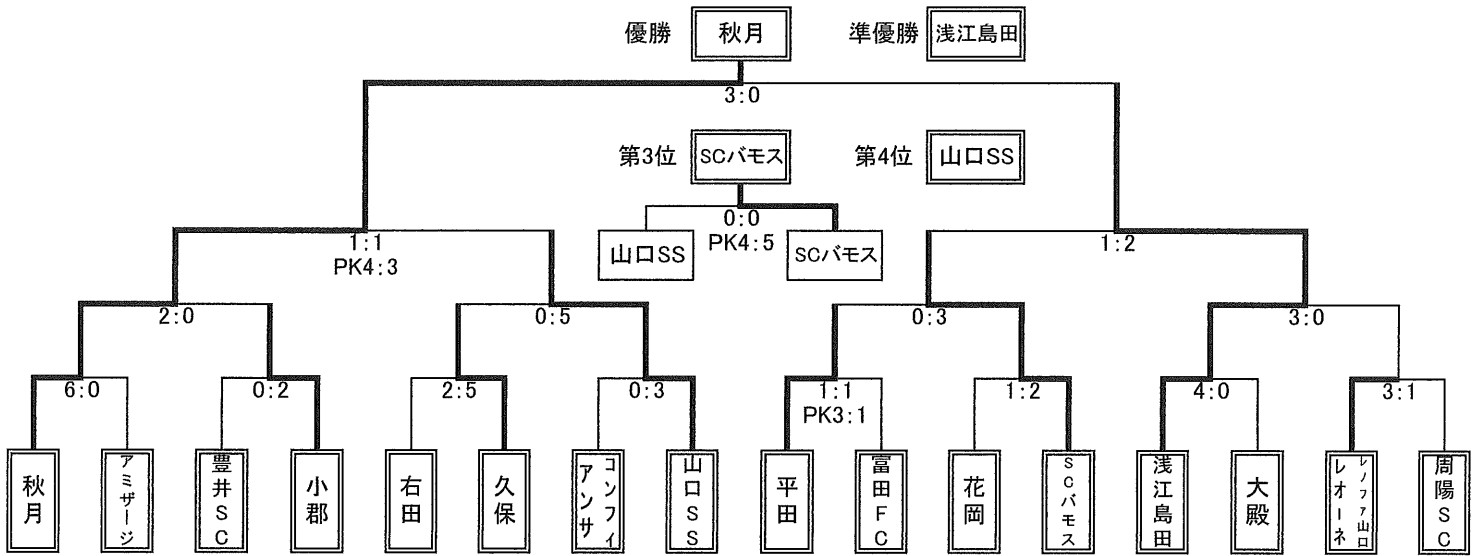 優勝 秋月 準優勝 浅江島田
3:0
第3位 SCバモス 第4位 山口SS
0:0
PK4:5
山口SS SCバモス
1:1
PK4:3
1:2
2:0 0:5 0:3 3:0
6:0 0:2 2:5 0:3 1:1 1:2 4:0 3:1
PK3:1
秋月
アミザージ
豊井SC
小郡
右田
久保
コンフィ
アンサ
山口SS
平田
富田FC
花岡
SCバモス
浅江島田
大殿
レノファ山口
レオーネ
周陽SC